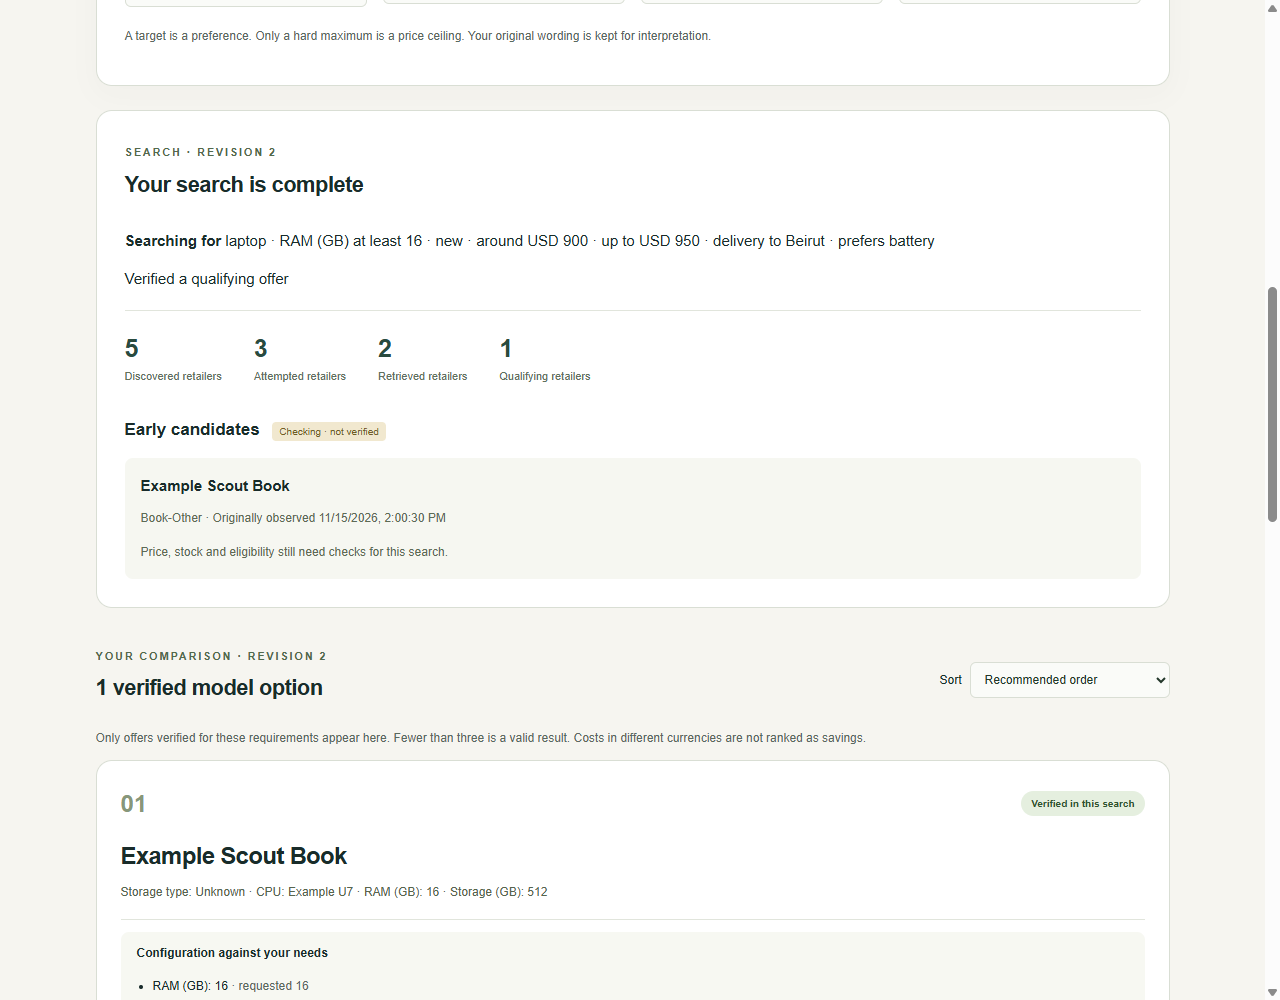 A target is a preference. Only a hard maximum is a price ceiling. Your original wording is kept for interpretation.
SEARCH · REVISION 2
Your search is complete
Searching for laptop · RAM (GB) at least 16 · new · around USD 900 · up to USD 950 · delivery to Beirut · prefers battery
Verified a qualifying offer
5
Discovered retailers
3
Attempted retailers
2
Retrieved retailers
1
Qualifying retailers
Early candidates
Checking · not verified
Example Scout Book
Book-Other · Originally observed 11/15/2026, 2:00:30 PM
Price, stock and eligibility still need checks for this search.
YOUR COMPARISON · REVISION 2
1 verified model option
Sort
Recommended order
Only offers verified for these requirements appear here. Fewer than three is a valid result. Costs in different currencies are not ranked as savings.
01
Verified in this search
Example Scout Book
Storage type: Unknown · CPU: Example U7 · RAM (GB): 16 · Storage (GB): 512
Configuration against your needs
• RAM (GB): 16 · requested 16